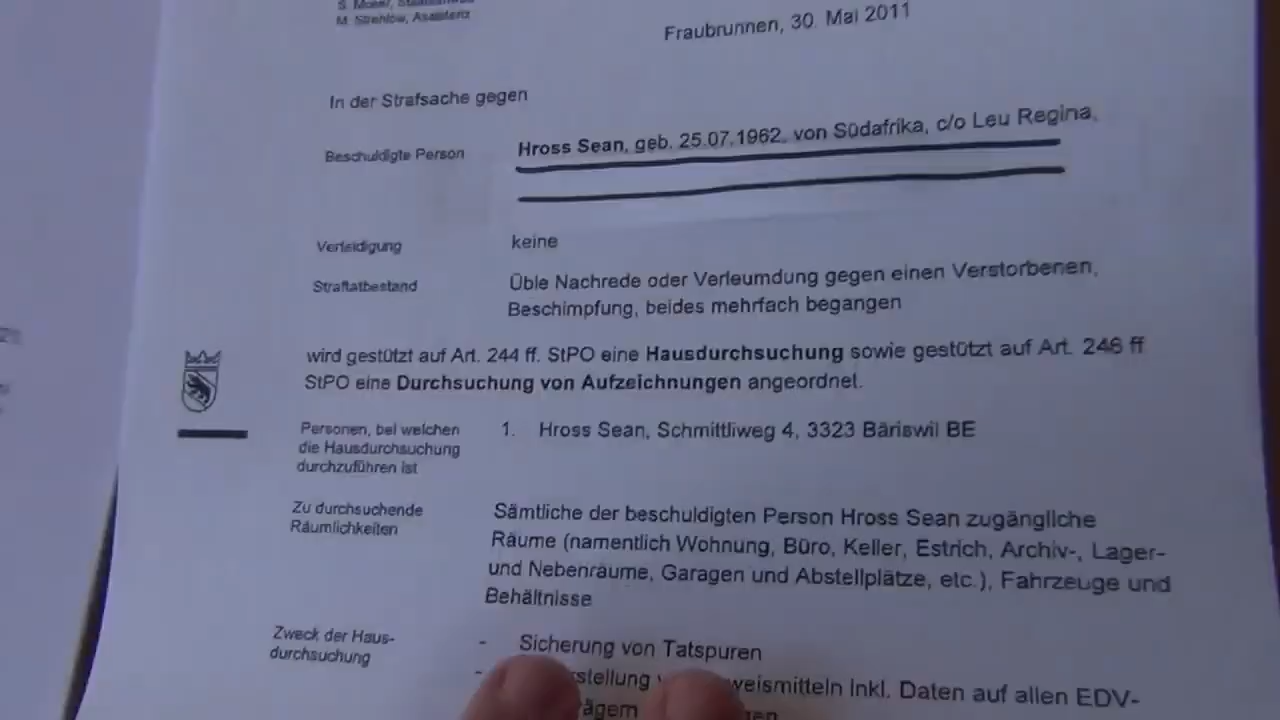 M. Strehlow, Assistenz
Fraubrunnen, 30. Mai 2011
In der Strafsache gegen
Beschuldigte Person
Hross Sean, geb. 25.07.1962, von Südafrika, c/o Leu Regina,
Verteidigung
keine
Straftatbestand
Üble Nachrede oder Verleumdung gegen einen Verstorbenen,
Beschimpfung, beides mehrfach begangen
wird gestützt auf Art. 244 ff. StPO eine Hausdurchsuchung sowie gestützt auf Art. 246 ff.
StPO eine Durchsuchung von Aufzeichnungen angeordnet.
Personen, bei welchen
die Hausdurchsuchung
durchzuführen ist
1. Hross Sean, Schmittliweg 4, 3323 Bäriswil BE
Zu durchsuchende
Räumlichkeiten
Sämtliche der beschuldigten Person Hross Sean zugängliche
Räume (namentlich Wohnung, Büro, Keller, Estrich, Archiv-, Lager-
und Nebenräume, Garagen und Abstellplätze, etc.), Fahrzeuge und
Behältnisse
Zweck der Haus-
durchsuchung
- Sicherung von Tatspuren
- stellung weismitteln inkl. Daten auf allen EDV-